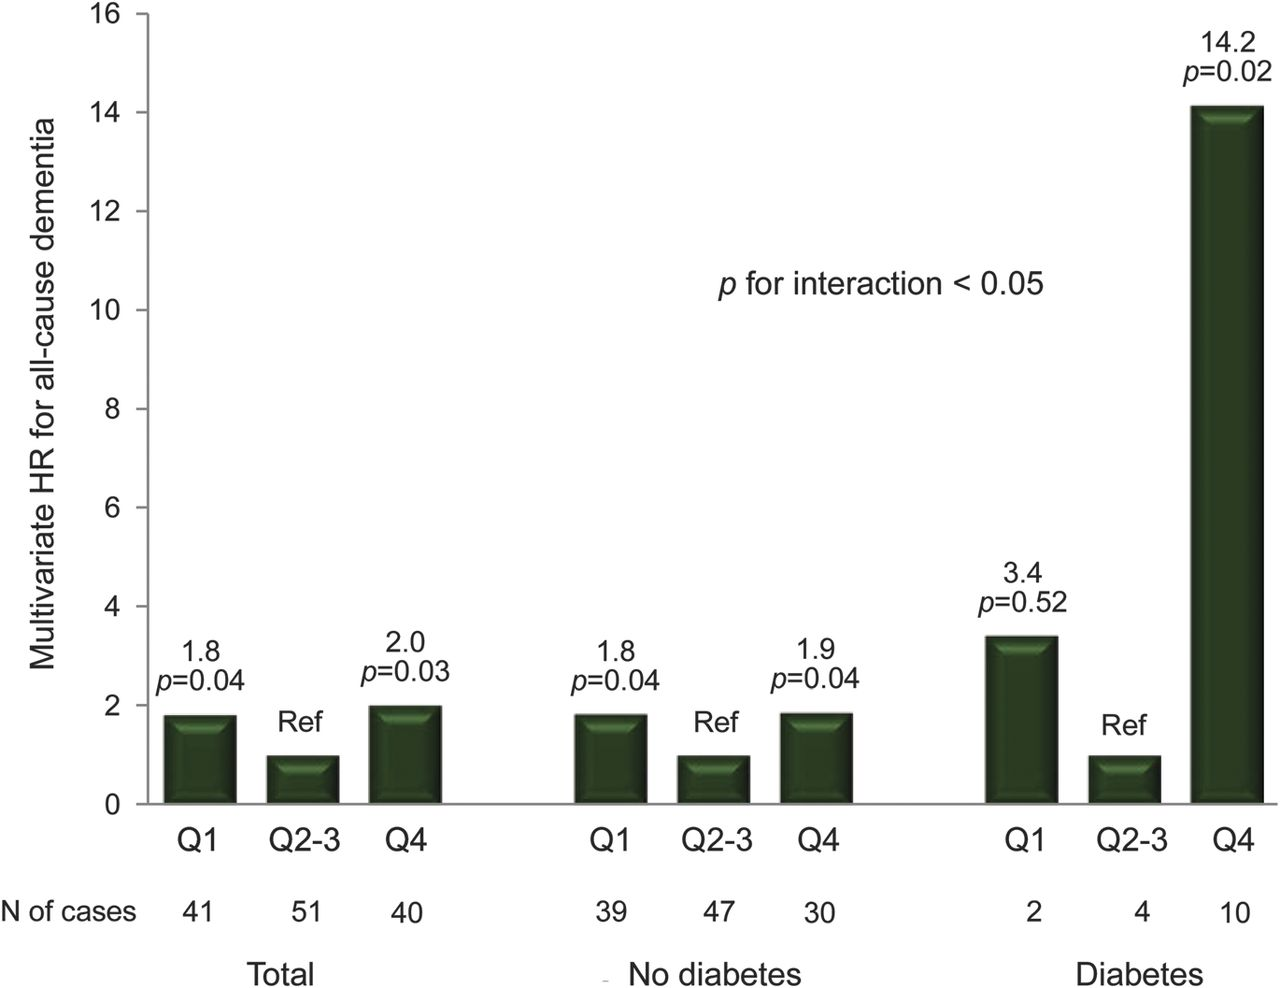 Multivariate HR for all-cause dementia
16
14
12
10
8
6
4
2
0
1.8
p=0.04
Ref
2.0
p=0.03
1.8
p=0.04
Ref
1.9
p=0.04
p for interaction < 0.05
3.4
p=0.52
Ref
14.2
p=0.02
Q1 Q2-3 Q4 Q1 Q2-3 Q4 Q1 Q2-3 Q4
N of cases 41 51 40 39 47 30 2 4 10
Total No diabetes Diabetes